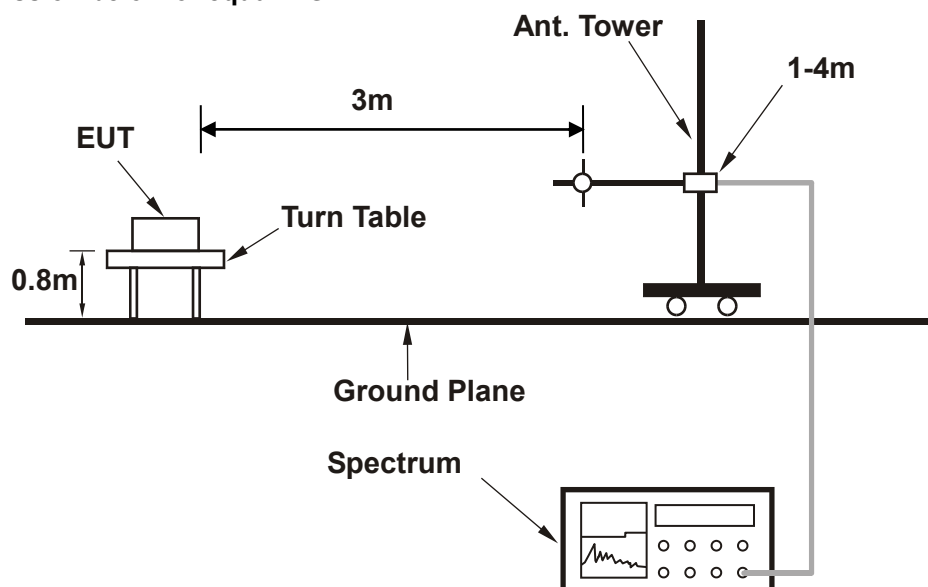 Ant. Tower
1-4m
3m
EUT
Turn Table
0.8m
Ground Plane
Spectrum